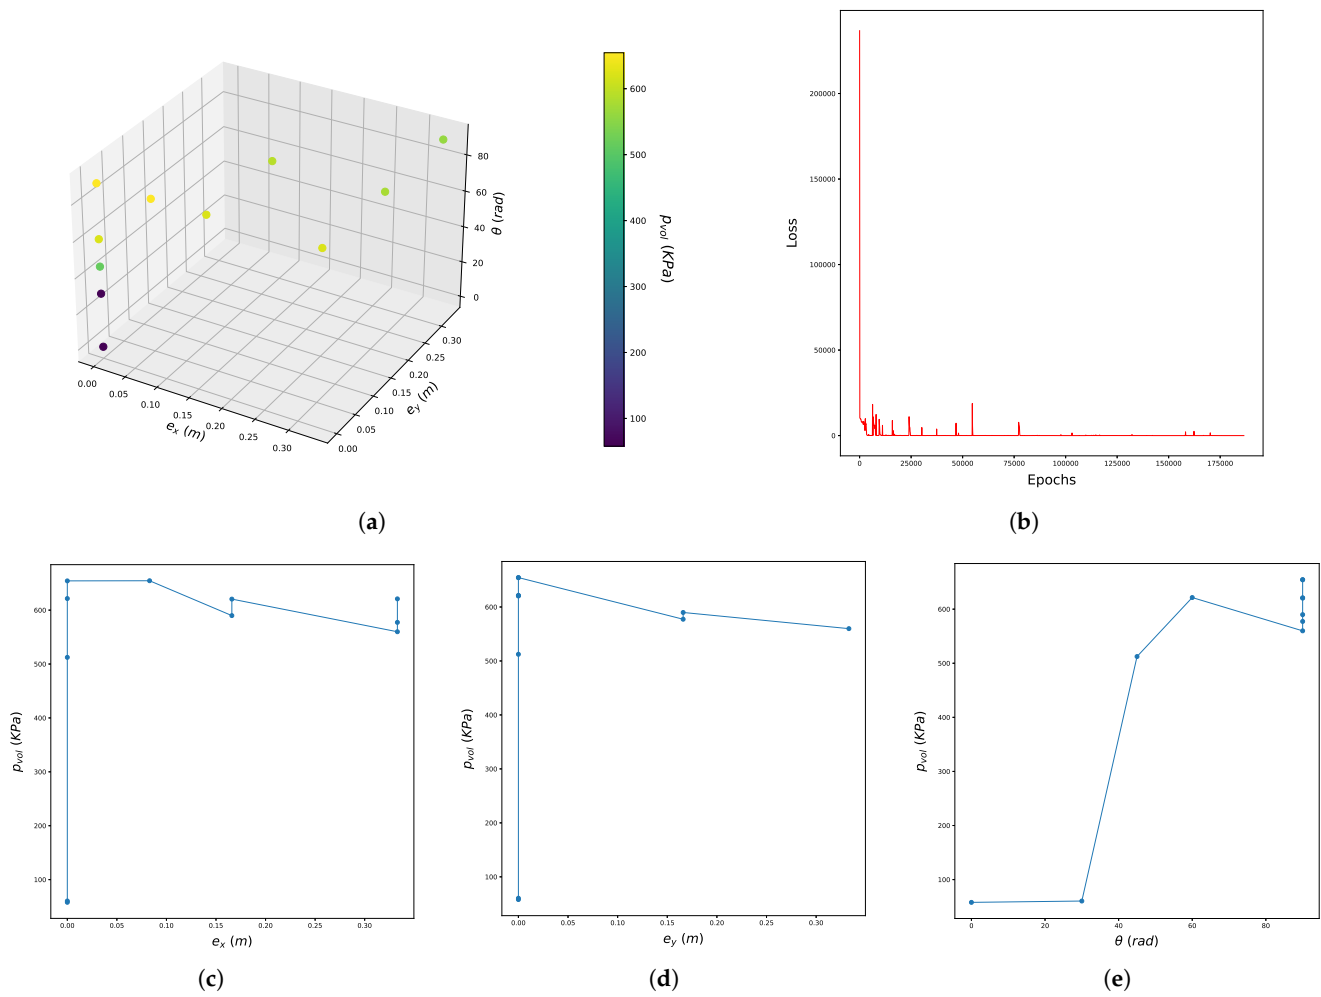 80
60
40
20
0
θ (rad)
0.00
0.05
0.10
0.15
0.20
0.25
0.30
e_x (m)
0.00
0.05
0.10
0.15
0.20
0.25
0.30
e_y (m)
600
500
400
300
200
100
p_vol (KPa)
(a)
200000
150000
100000
50000
0
Loss
0 25000 50000 75000 100000 125000 150000 175000
Epochs
(b)
600
500
400
300
200
100
p_vol (KPa)
0.00 0.05 0.10 0.15 0.20 0.25 0.30
e_x (m)
(c)
600
500
400
300
200
100
p_vol (KPa)
0.00 0.05 0.10 0.15 0.20 0.25 0.30
e_y (m)
(d)
600
500
400
300
200
100
p_vol (KPa)
0 20 40 60 80
θ (rad)
(e)